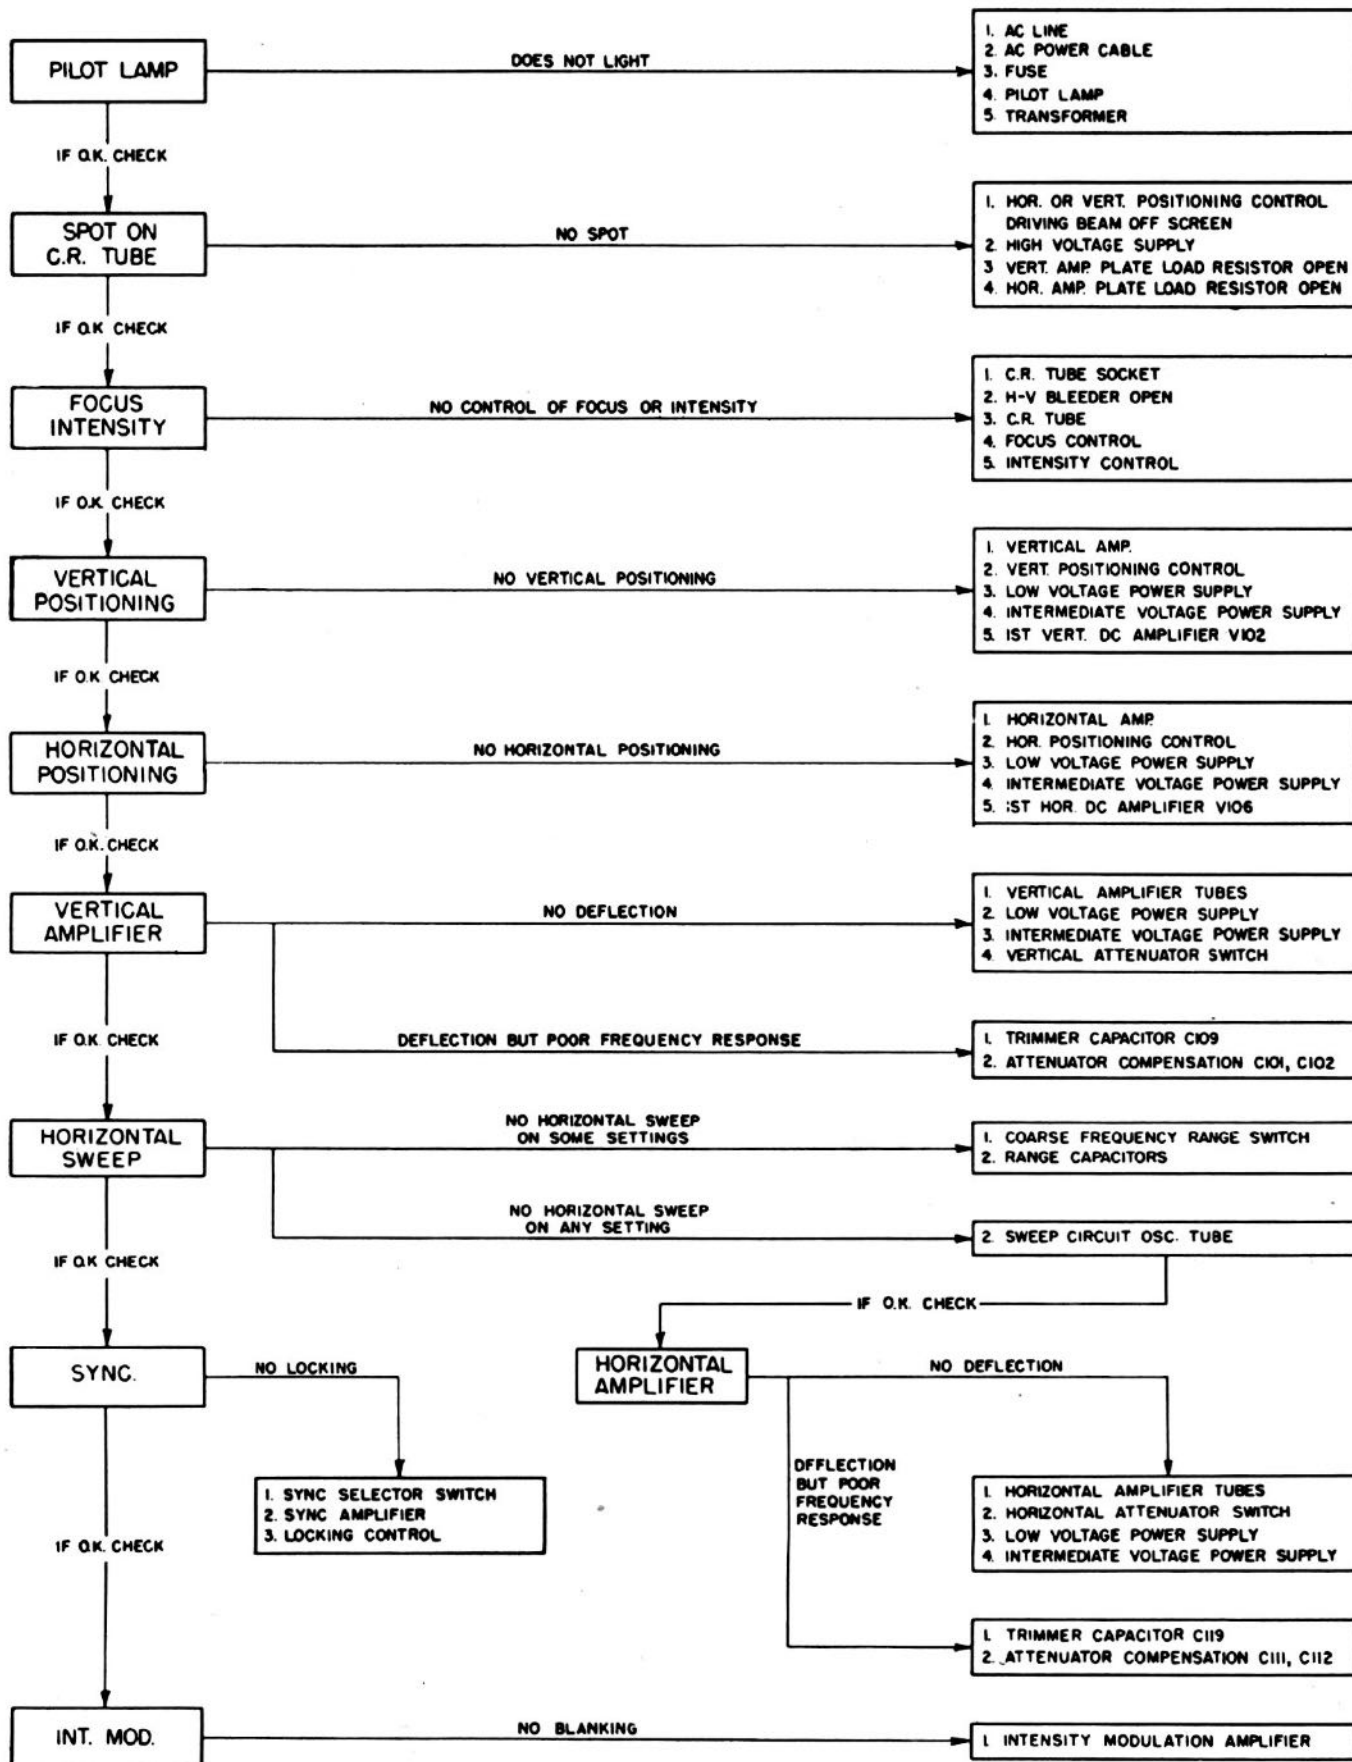 PILOT LAMP
DOES NOT LIGHT
1. AC LINE
2. AC POWER CABLE
3. FUSE
4. PILOT LAMP
5. TRANSFORMER
IF O.K. CHECK
SPOT ON
C.R. TUBE
NO SPOT
1. HOR. OR VERT. POSITIONING CONTROL
DRIVING BEAM OFF SCREEN
2. HIGH VOLTAGE SUPPLY
3 VERT. AMP. PLATE LOAD RESISTOR OPEN
4. HOR. AMP. PLATE LOAD RESISTOR OPEN
IF O.K CHECK
FOCUS
INTENSITY
NO CONTROL OF FOCUS OR INTENSITY
1. C.R. TUBE SOCKET
2. H-V BLEEDER OPEN
3. C.R. TUBE
4. FOCUS CONTROL
5. INTENSITY CONTROL
IF O.K. CHECK
VERTICAL
POSITIONING
NO VERTICAL POSITIONING
1. VERTICAL AMP.
2. VERT. POSITIONING CONTROL
3. LOW VOLTAGE POWER SUPPLY
4. INTERMEDIATE VOLTAGE POWER SUPPLY
5. 1ST VERT. DC AMPLIFIER V102
IF O.K CHECK
HORIZONTAL
POSITIONING
NO HORIZONTAL POSITIONING
1. HORIZONTAL AMP.
2. HOR. POSITIONING CONTROL
3. LOW VOLTAGE POWER SUPPLY
4. INTERMEDIATE VOLTAGE POWER SUPPLY
5. 1ST HOR. DC AMPLIFIER V106
IF O.K. CHECK
VERTICAL
AMPLIFIER
NO DEFLECTION
1. VERTICAL AMPLIFIER TUBES
2. LOW VOLTAGE POWER SUPPLY
3. INTERMEDIATE VOLTAGE POWER SUPPLY
4. VERTICAL ATTENUATOR SWITCH
IF O.K. CHECK
DEFLECTION BUT POOR FREQUENCY RESPONSE
1. TRIMMER CAPACITOR C109
2. ATTENUATOR COMPENSATION C101, C102
HORIZONTAL
SWEEP
NO HORIZONTAL SWEEP
ON SOME SETTINGS
1. COARSE FREQUENCY RANGE SWITCH
2. RANGE CAPACITORS
NO HORIZONTAL SWEEP
ON ANY SETTING
2. SWEEP CIRCUIT OSC. TUBE
IF O.K CHECK
IF O.K. CHECK
SYNC.
NO LOCKING
1. SYNC SELECTOR SWITCH
2. SYNC AMPLIFIER
3. LOCKING CONTROL
HORIZONTAL
AMPLIFIER
NO DEFLECTION
1. HORIZONTAL AMPLIFIER TUBES
2. HORIZONTAL ATTENUATOR SWITCH
3. LOW VOLTAGE POWER SUPPLY
4. INTERMEDIATE VOLTAGE POWER SUPPLY
DEFLECTION
BUT POOR
FREQUENCY
RESPONSE
1. TRIMMER CAPACITOR C119
2. ATTENUATOR COMPENSATION C111, C112
IF O.K. CHECK
INT. MOD.
NO BLANKING
1. INTENSITY MODULATION AMPLIFIER